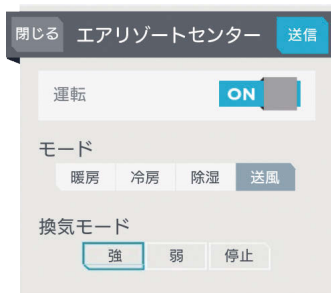 閉じる エアリゾートセンター 送信
運転 ON
モード
暖房 冷房 除湿 送風
換気モード
強 弱 停止